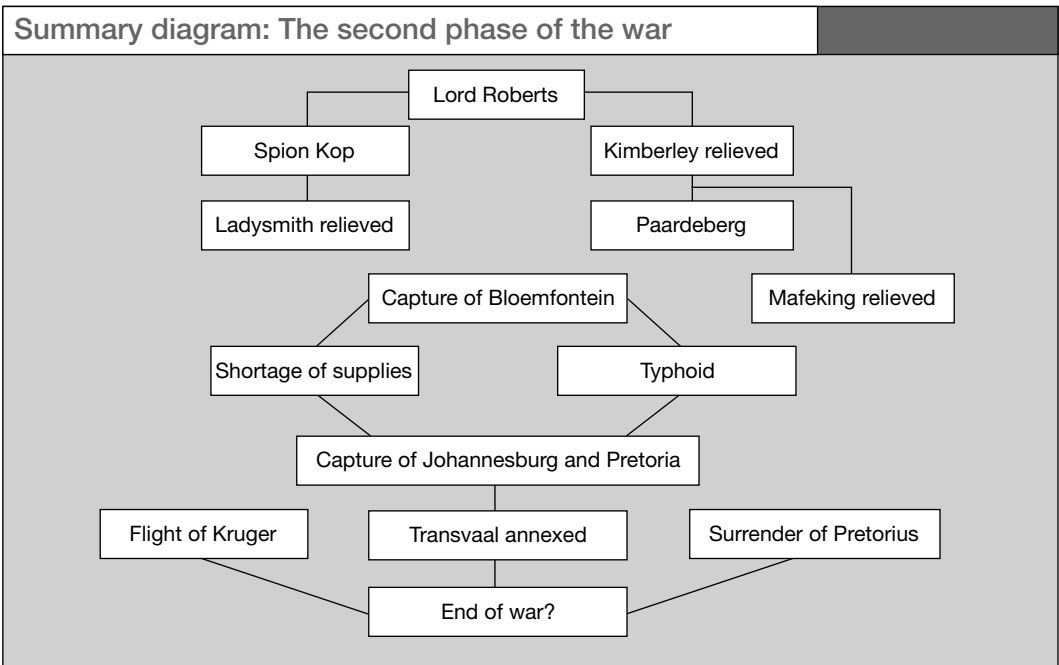 Summary diagram: The second phase of the war
Lord Roberts
Spion Kop
Kimberley relieved
Ladysmith relieved
Paardeberg
Capture of Bloemfontein
Mafeking relieved
Shortage of supplies
Typhoid
Capture of Johannesburg and Pretoria
Flight of Kruger
Transvaal annexed
Surrender of Pretorius
End of war?